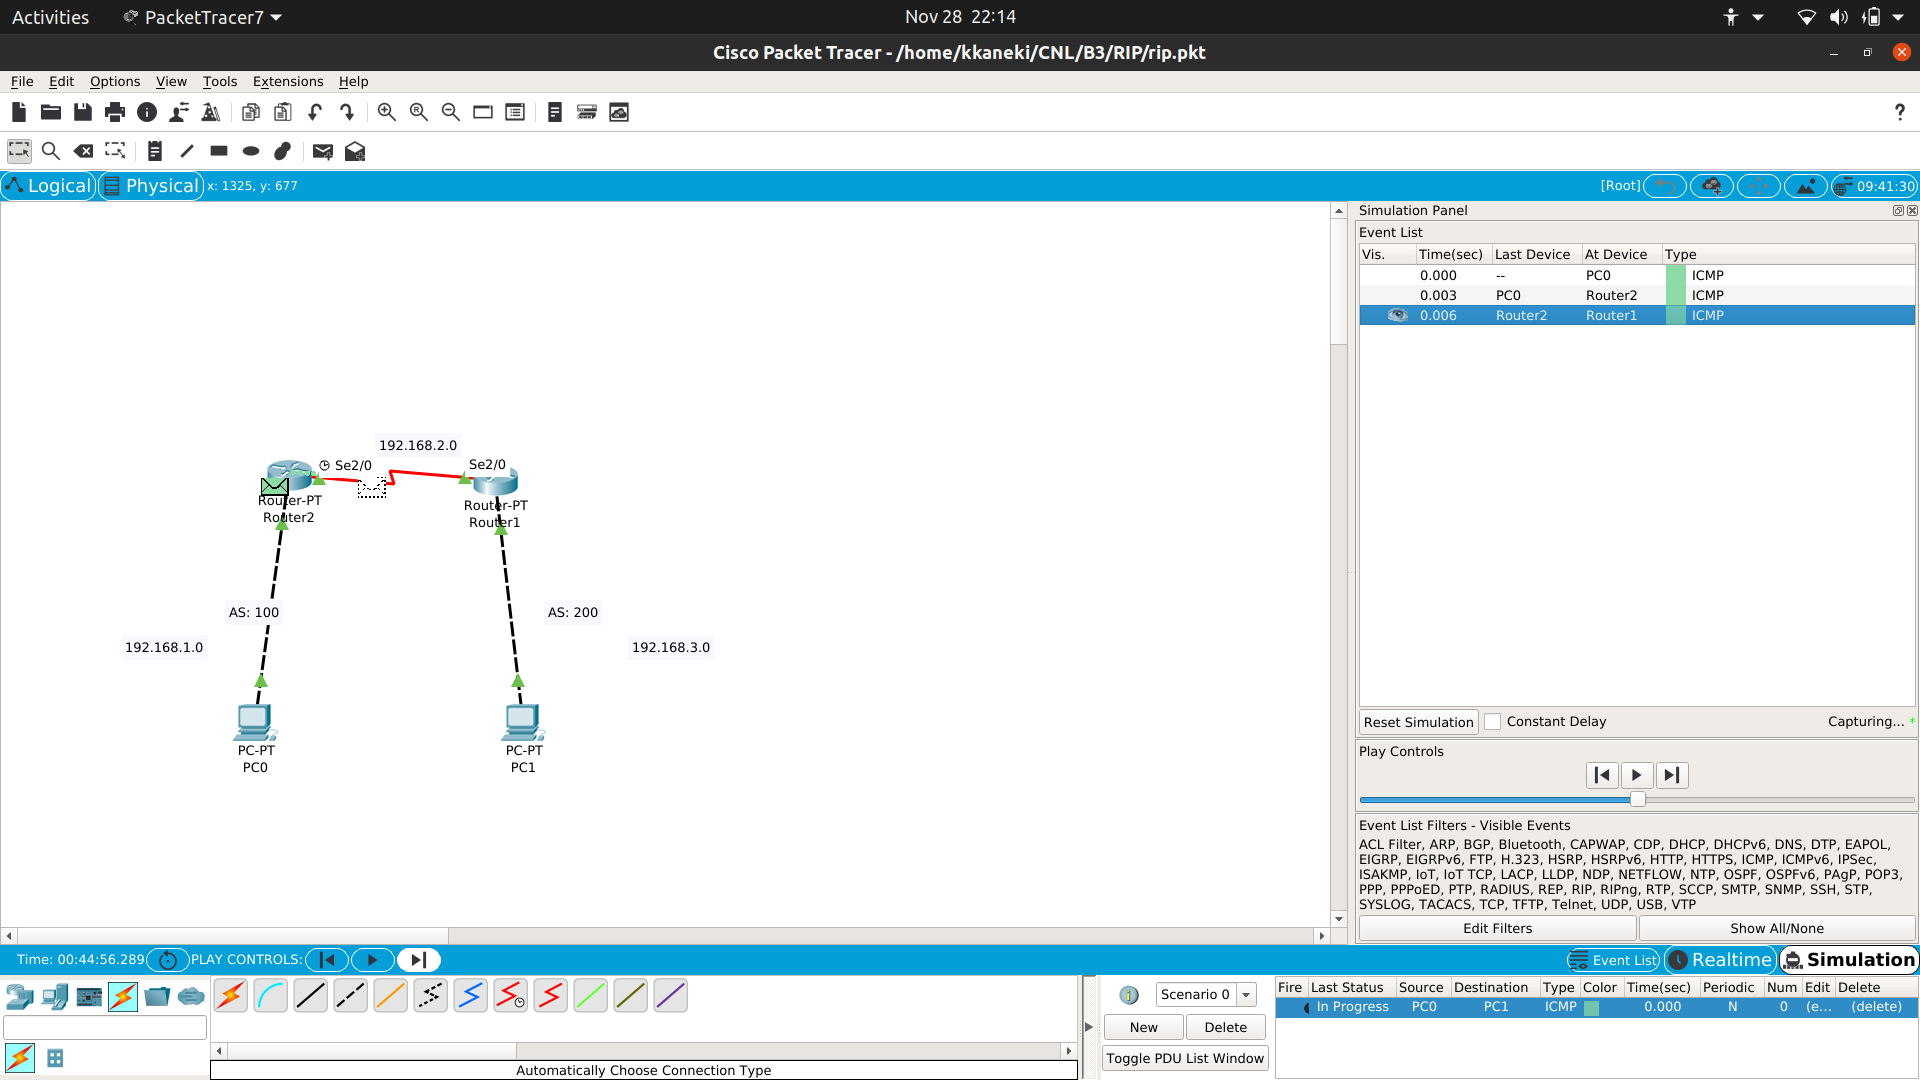 Activities PacketTracer7 Nov 28 22:14
Cisco Packet Tracer - /home/kkaneki/CNL/B3/RIP/rip.pkt
File Edit Options View Tools Extensions Help
?
Logical Physical x: 1325, y: 677 [Root] 09:41:30
Simulation Panel
Event List
Vis. Time(sec) Last Device At Device Type
0.000 -- PC0 ICMP
0.003 PC0 Router2 ICMP
0.006 Router2 Router1 ICMP
192.168.2.0
Se2/0 Se2/0
Router-PT
Router2
Router-PT
Router1
AS: 100 AS: 200
192.168.1.0 192.168.3.0
PC-PT
PC0
PC-PT
PC1
Reset Simulation Constant Delay Capturing... *
Play Controls
Event List Filters - Visible Events
ACL Filter, ARP, BGP, Bluetooth, CAPWAP, CDP, DHCP, DHCPv6, DNS, DTP, EAPOL,
EIGRP, EIGRPv6, FTP, H.323, HSRP, HSRPv6, HTTP, HTTPS, ICMP, ICMPv6, IPSec,
ISAKMP, IoT, IoT TCP, LACP, LLDP, NDP, NETFLOW, NTP, OSPF, OSPFv6, PAgP, POP3,
PPP, PPPoED, PTP, RADIUS, REP, RIP, RIPng, RTP, SCCP, SMTP, SNMP, SSH, STP,
SYSLOG, TACACS, TCP, TFTP, Telnet, UDP, USB, VTP
Edit Filters Show All/None
Time: 00:44:56.289 PLAY CONTROLS: Event List Realtime Simulation
Scenario 0
New Delete
Toggle PDU List Window
Fire Last Status Source Destination Type Color Time(sec) Periodic Num Edit Delete
In Progress PC0 PC1 ICMP 0.000 N 0 (e... (delete)
Automatically Choose Connection Type